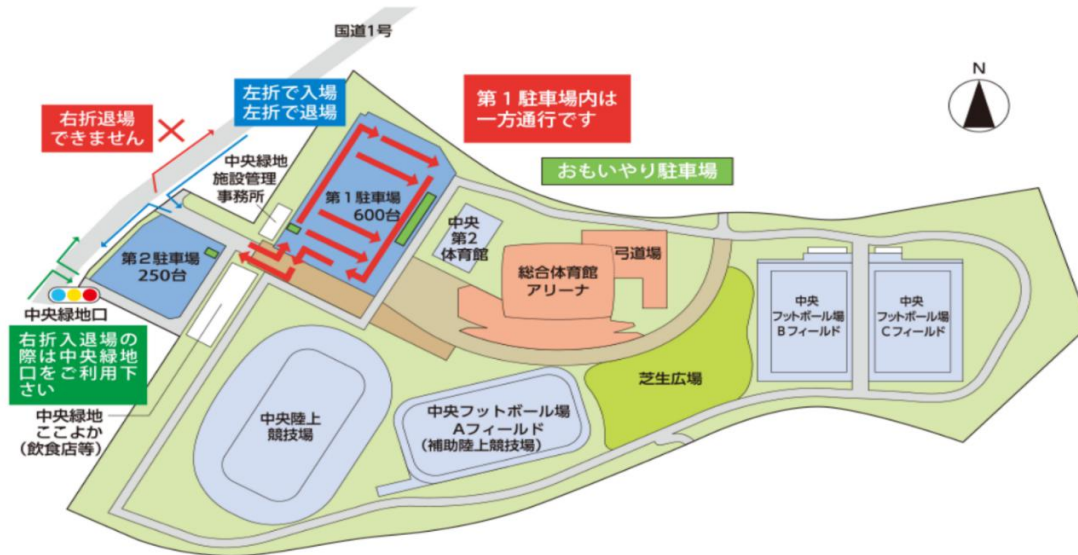 国道1号
右折退場
できません
左折で入場
左折で退場
第1駐車場内は
一方通行です
N
おもいやり駐車場
中央緑地
施設管理
事務所
第1駐車場
600台
中央
第2
体育館
弓道場
総合体育館
アリーナ
第2駐車場
250台
中央緑地口
右折入退場の
際は中央緑地
口をご利用下
さい
中央緑地
ここよか
(飲食店等)
中央陸上
競技場
中央フットボール場
Aフィールド
(補助陸上競技場)
芝生広場
中央
フットボール場
Bフィールド
中央
フットボール場
Cフィールド